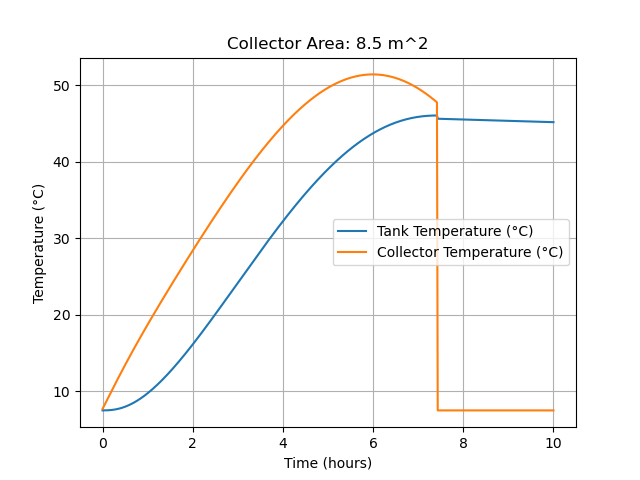 Collector Area: 8.5 m^2
50
40
30
20
10
Temperature (°C)
Tank Temperature (°C)
Collector Temperature (°C)
0
2
4
6
8
10
Time (hours)